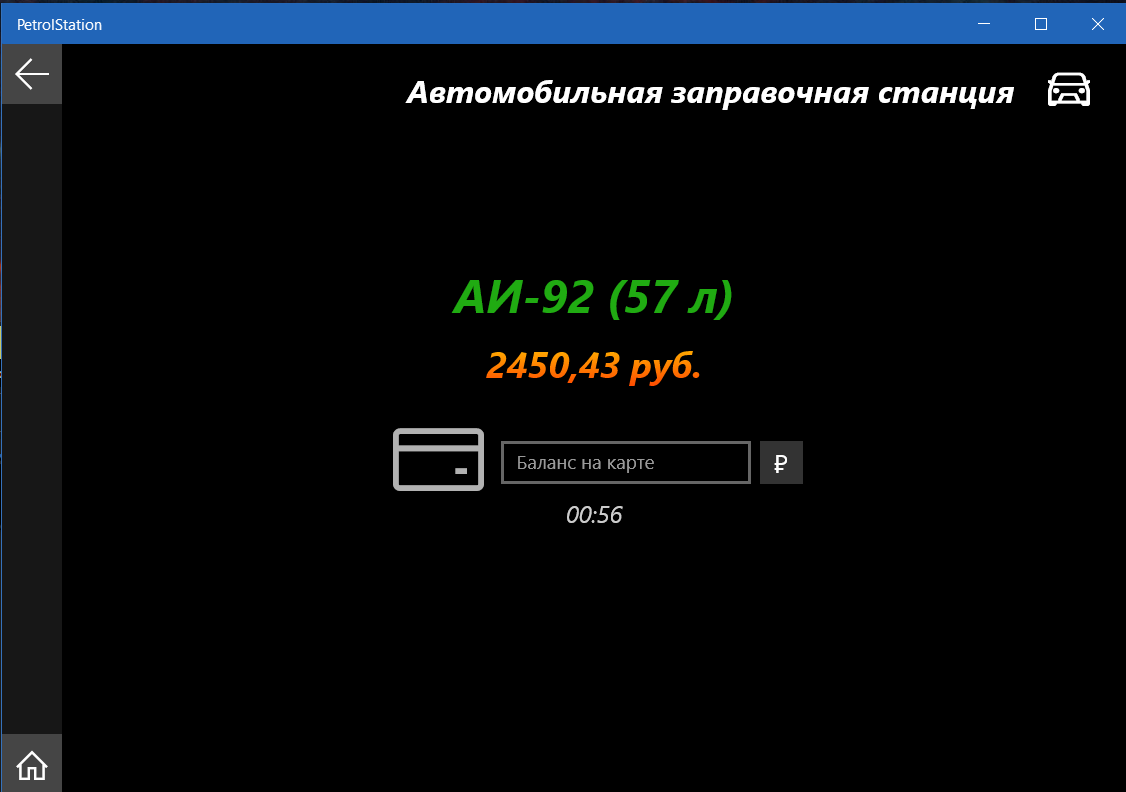 PetrolStation
Автомобильная заправочная станция
АИ-92 (57 л)
2450,43 руб.
Баланс на карте
₽
00:56